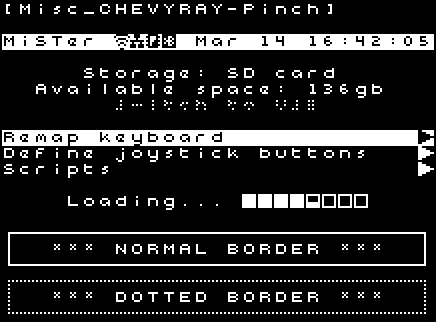 [Misc_CHEVYRAY-Pinch]
MiSTer Mar 14 16:42:05
Storage: SD card
Available space: 136gb
Remap keyboard
Define joystick buttons
Scripts
Loading...
*** NORMAL BORDER ***
*** DOTTED BORDER ***